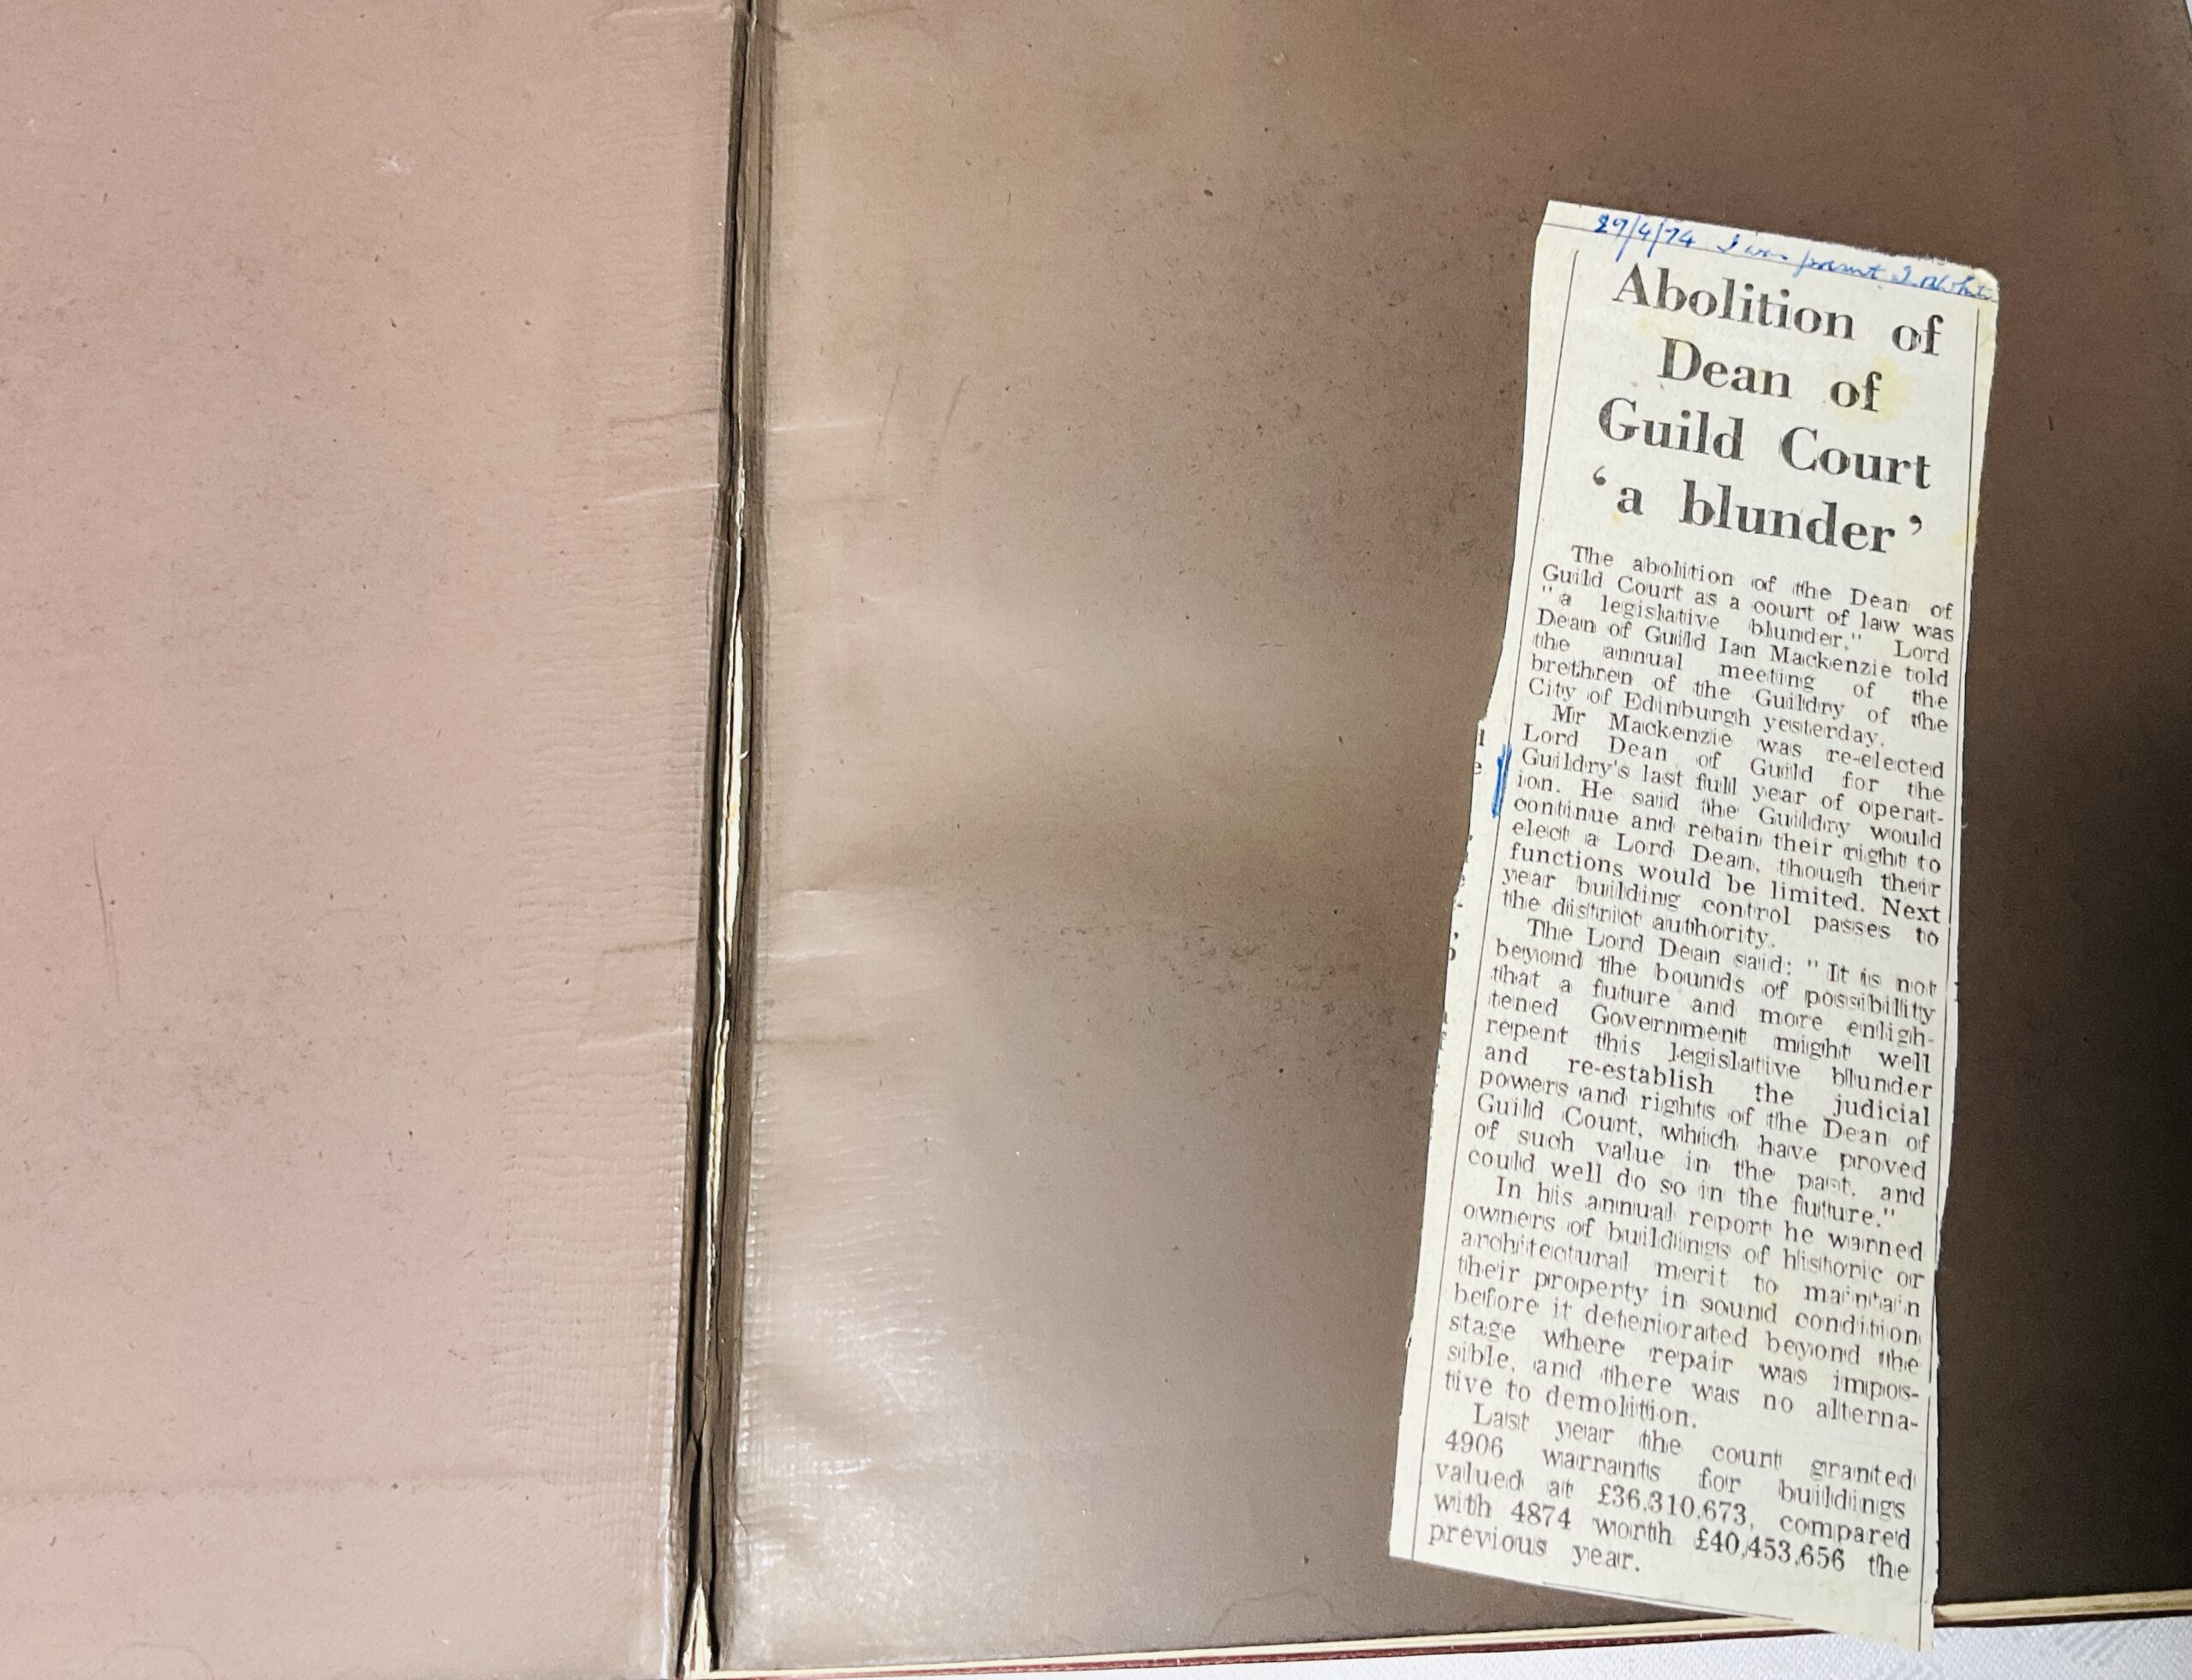 29/4/74 I was present
Abolition of
Dean of
Guild Court
‘a blunder’
The abolition of the Dean of
Guild Court as a court of law was
"a legislative blunder," Lord
Dean of Guild Ian Mackenzie told
the annual meeting of the
brethren of the Guildry of the
City of Edinburgh yesterday.
Mr Mackenzie was re-elected
Lord Dean of Guild for the
Guildry's last full year of operat-
ion. He said the Guildry would
continue and retain their right to
elect a Lord Dean, though their
functions would be limited. Next
year building control passes to
the district authority.
The Lord Dean said: "It is not
beyond the bounds of possibility
that a future and more enligh-
tened Government might well
repent this legislative blunder
and re-establish the judicial
powers and rights of the Dean of
Guild Court, which have proved
of such value in the past, and
could well do so in the future."
In his annual report he warned
owners of buildings of historic or
architectural merit to maintain
their property in sound condition
before it deteriorated beyond the
stage where repair was impos-
sible, and there was no alterna-
tive to demolition.
Last year the court granted
4906 warrants for buildings
valued at £36,310,673, compared
with 4874 worth £40,453,656 the
previous year.